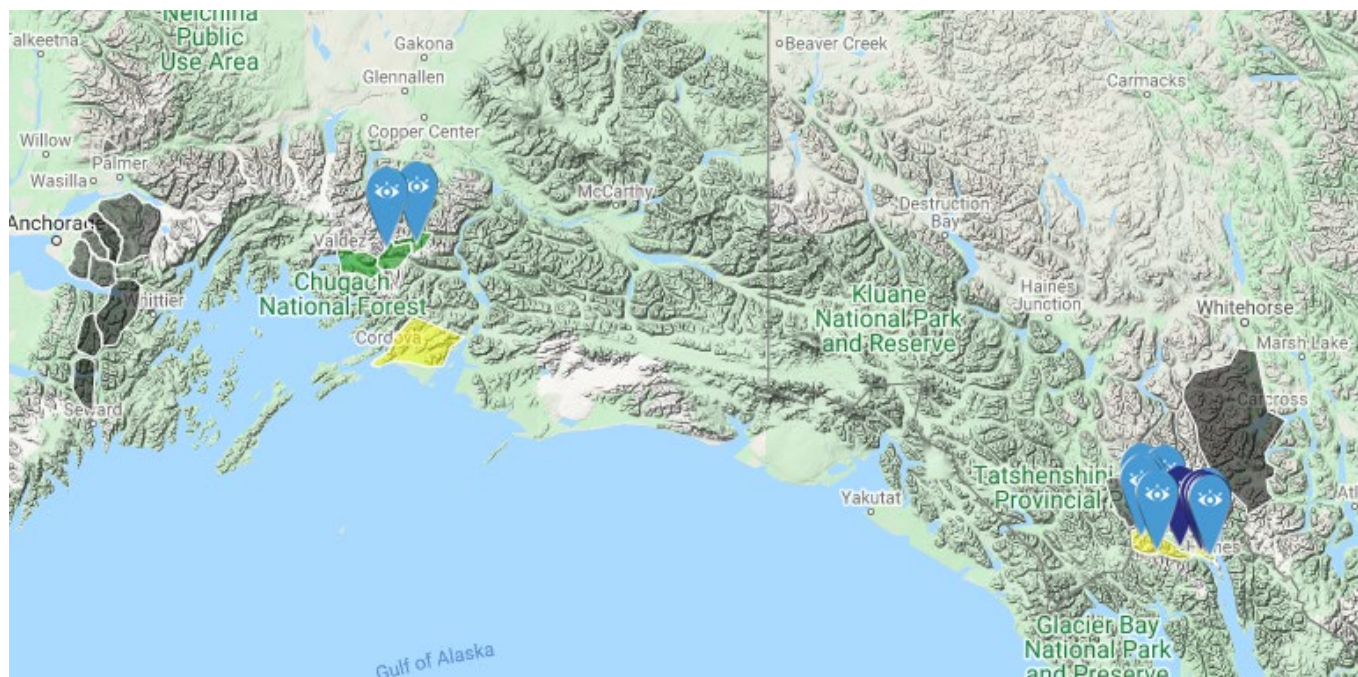 Nelchina
Public
Use Area
Talkeetna
Gakona
Glennallen
Copper Center
Willow
Palmer
Wasilla
Anchorage
Whittier
Seward
Valdez
Chugach
National Forest
Cordova
McCarthy
Beaver Creek
Carmacks
Destruction
Bay
Haines
Junction
Kluane
National Park
and Reserve
Whitehorse
Marsh Lake
Carcross
Tatshenshini
Provincial P
Yakutat
Haines
Atl
Glacier Bay
National Park
and Preserve
Gulf of Alaska